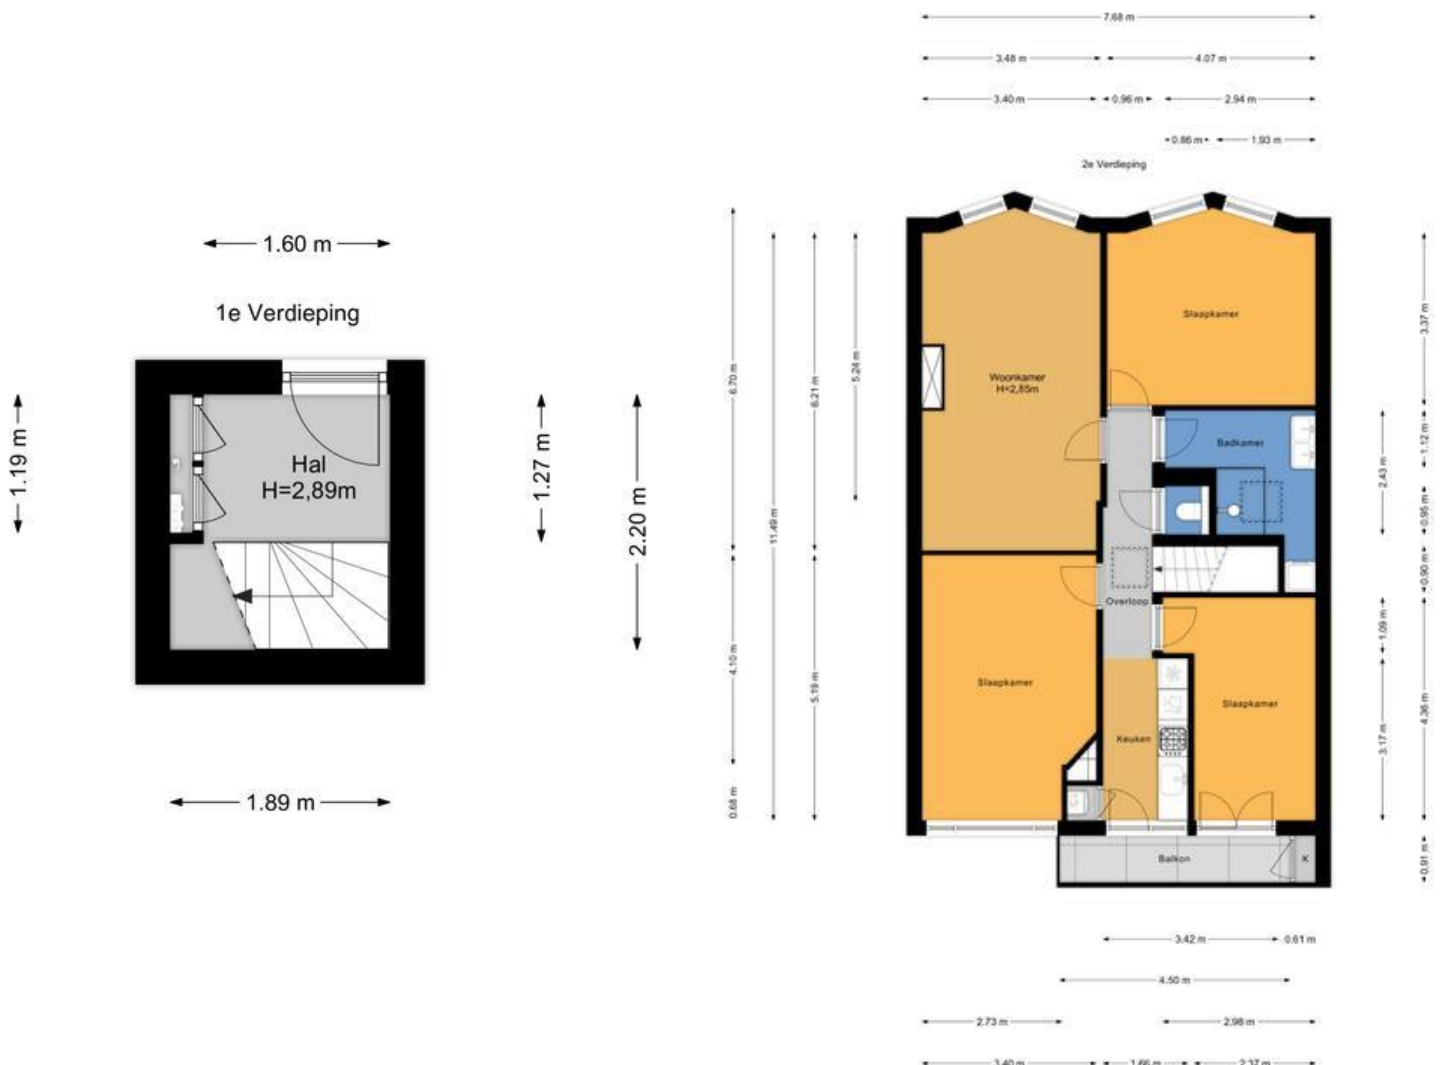 1.60 m
1e Verdieping
1.19 m
Hal
H=2,89m
1.27 m
2.20 m
1.89 m
7.68 m
3.48 m
4.07 m
3.40 m
0.96 m
2.94 m
0.86 m
1.93 m
2e Verdieping
6.70 m
4.10 m
0.68 m
11.49 m
6.21 m
5.19 m
5.24 m
Slaapkamer
Woonkamer
H=2,85m
Badkamer
Overloop
Slaapkamer
Slaapkamer
Keuken
Balkon
K
2.43 m
1.09 m
3.17 m
3.37 m
1.12 m
0.95 m
0.90 m
4.36 m
0.91 m
3.42 m
0.61 m
4.50 m
2.73 m
2.98 m
3.40 m
1.66 m
2.37 m